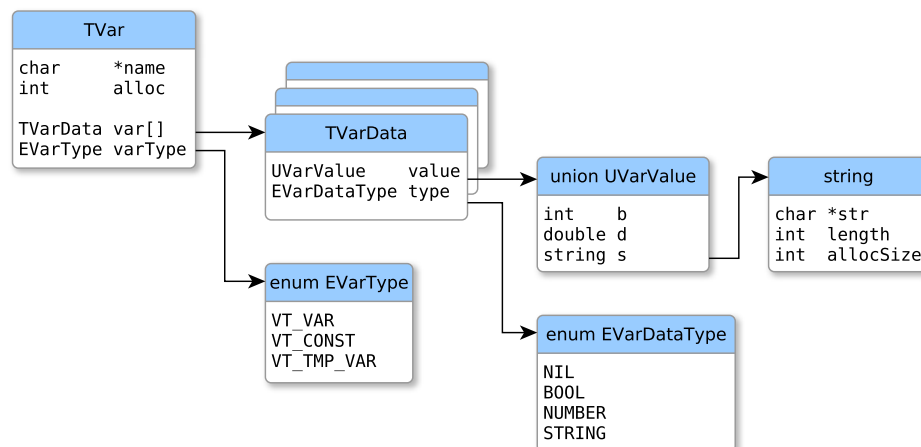 TVar
char *name
int alloc
TVarData var[]
EVarType varType
TVarData
UVarValue value
EVarDataType type
union UVarValue
int b
double d
string s
string
char *str
int length
int allocSize
enum EVarType
VT_VAR
VT_CONST
VT_TMP_VAR
enum EVarDataType
NIL
BOOL
NUMBER
STRING